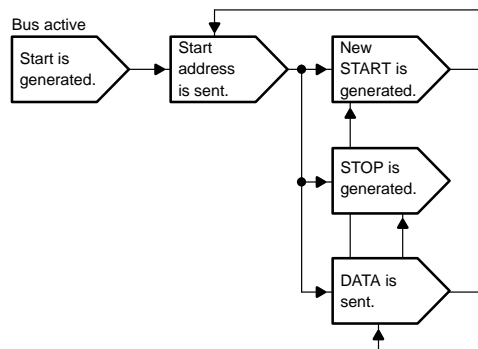 Bus active
Start is
generated.
Start
address
is sent.
New
START is
generated.
STOP is
generated.
DATA is
sent.